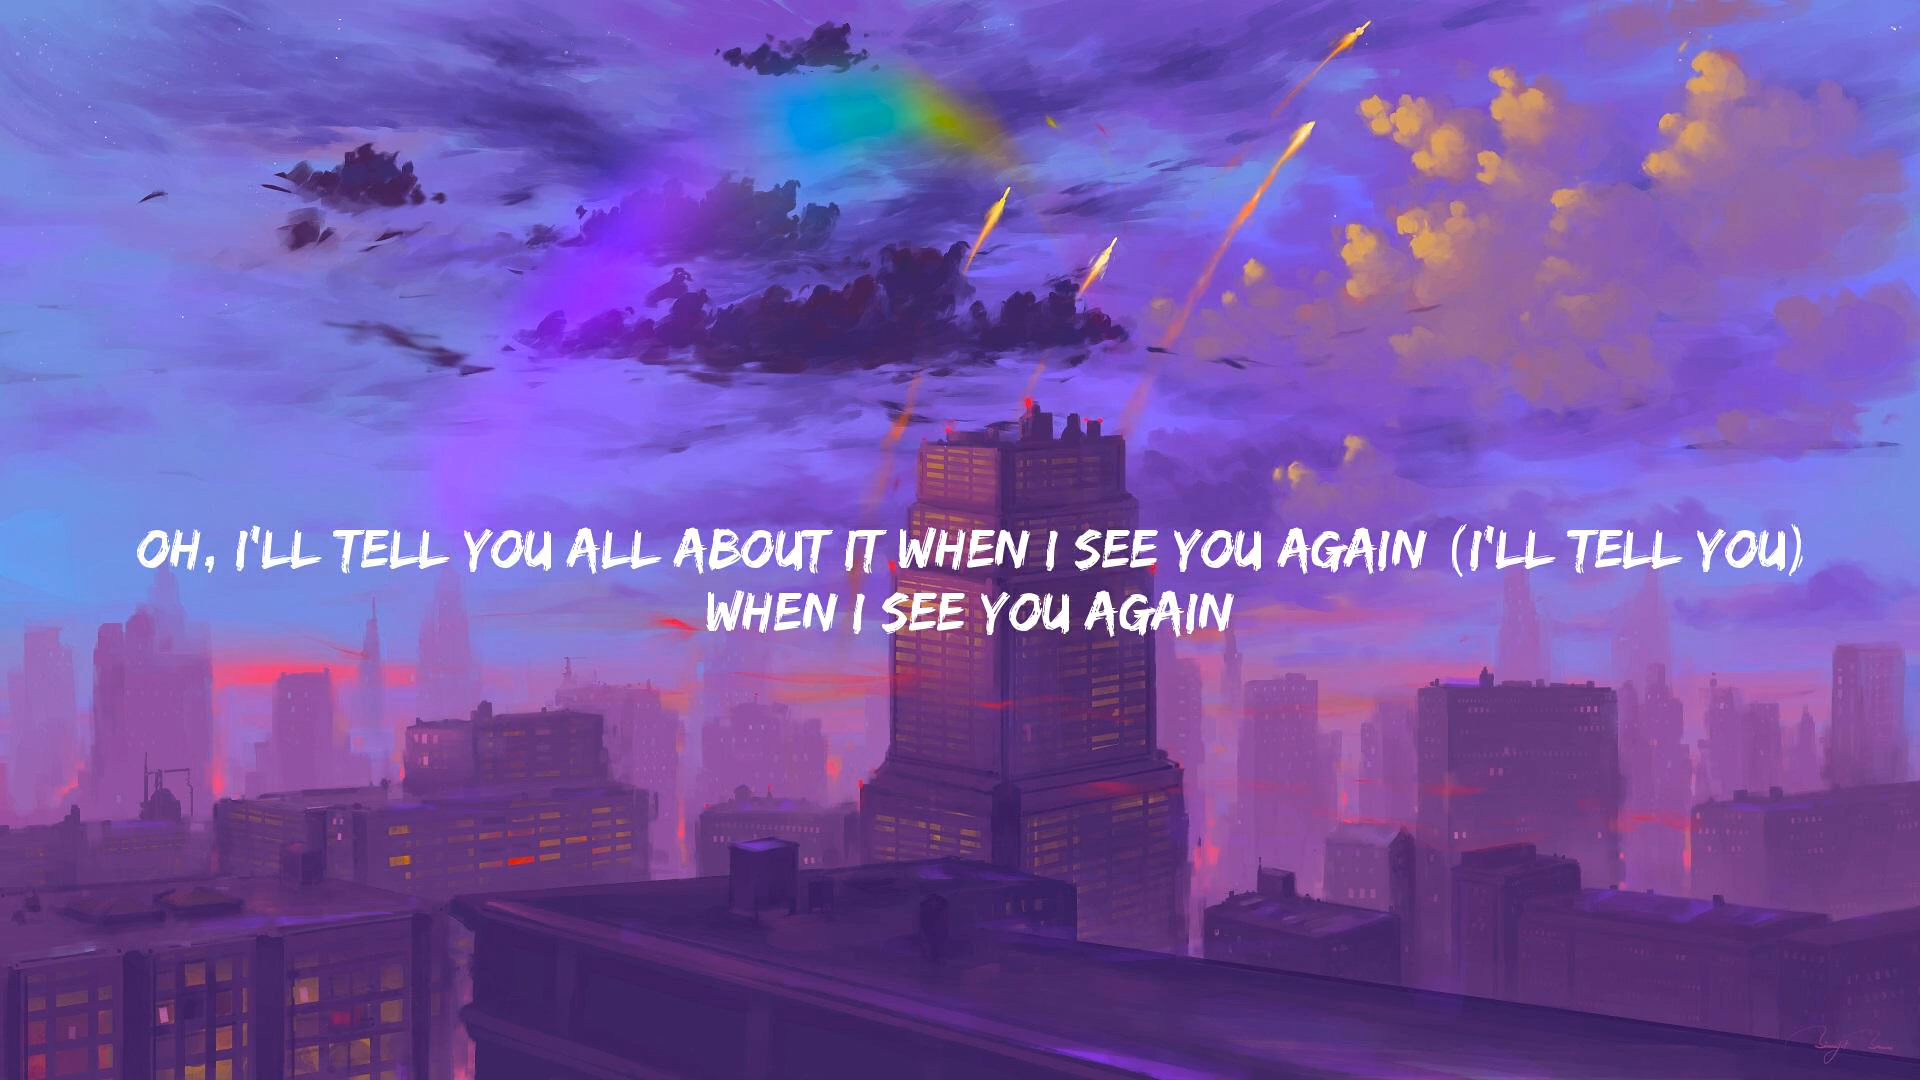 OH, I'LL TELL YOU ALL ABOUT IT WHEN I SEE YOU AGAIN (I'LL TELL YOU)
WHEN I SEE YOU AGAIN